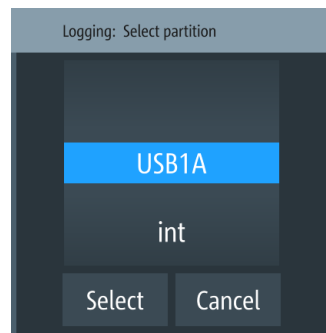 Logging: Select partition
USB1A
int
Select Cancel